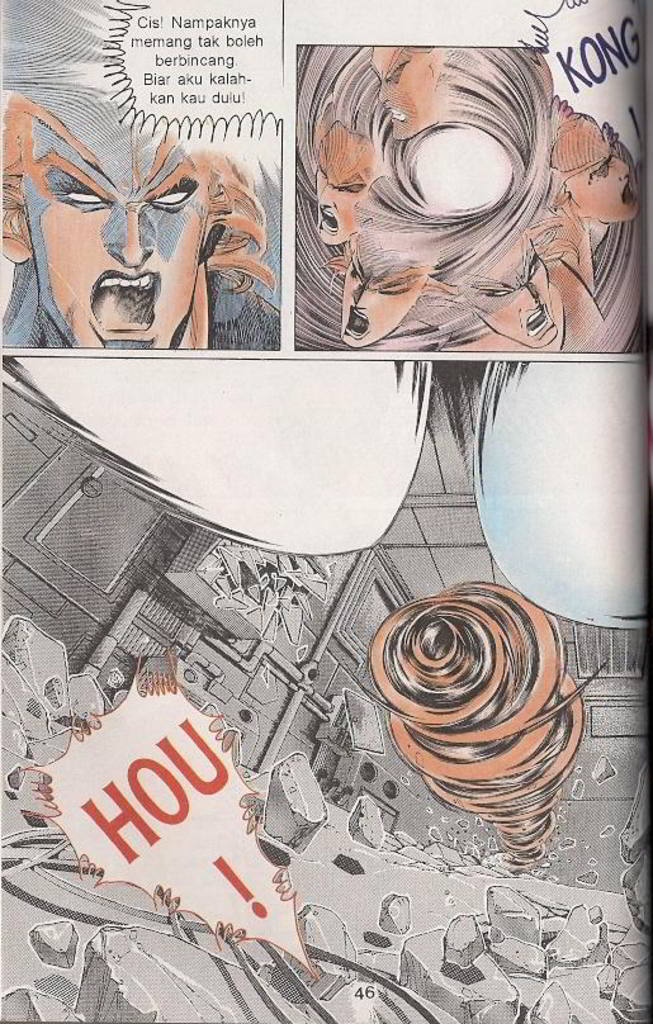 Cis! Nampaknya
memang tak boleh
berbincang.
Biar aku kalah-
kan kau dulu!
KONG
!
HOU
!
46